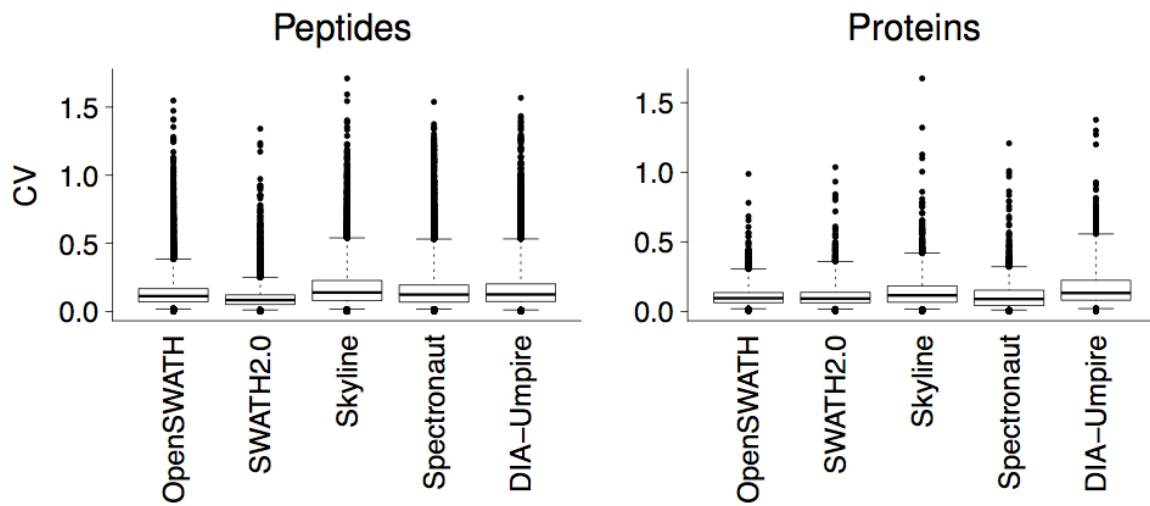 Peptides
CV
1.5
1.0
0.5
0.0
OpenSWATH
SWATH2.0
Skyline
Spectronaut
DIA−Umpire
Proteins
1.5
1.0
0.5
0.0
OpenSWATH
SWATH2.0
Skyline
Spectronaut
DIA−Umpire